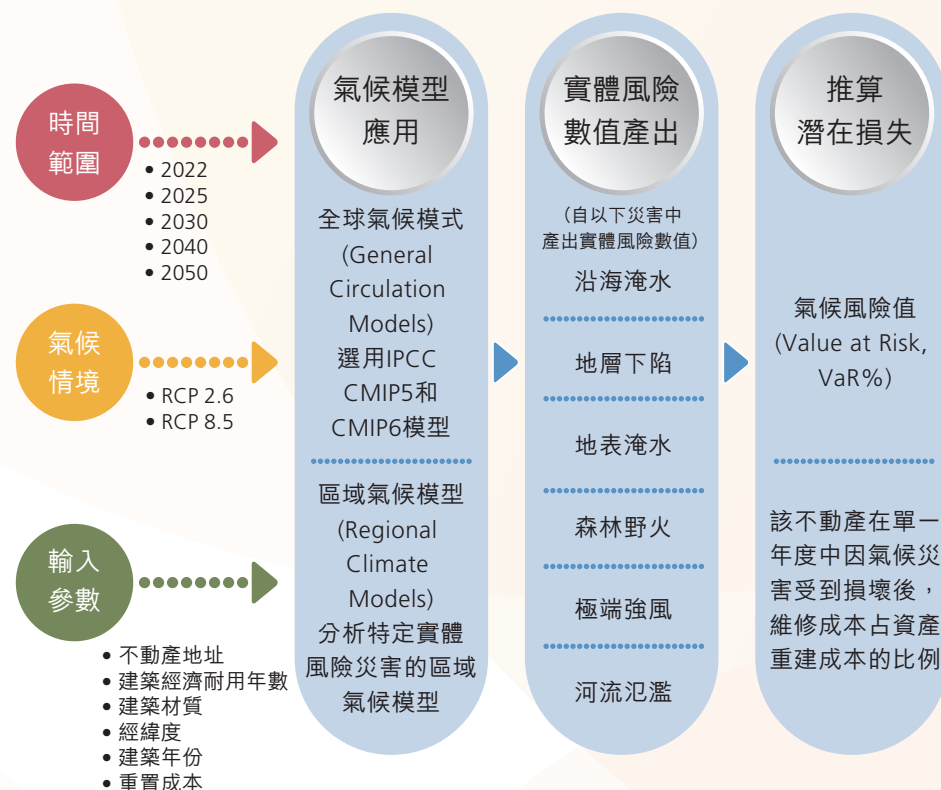 時間
範圍
• 2022
• 2025
• 2030
• 2040
• 2050
氣候
情境
• RCP 2.6
• RCP 8.5
輸入
參數
• 不動產地址
• 建築經濟耐用年數
• 建築材質
• 經緯度
• 建築年份
• 重置成本
氣候模型
應用
全球氣候模式
(General
Circulation
Models)
選用IPCC
CMIP5和
CMIP6模型
區域氣候模型
(Regional
Climate
Models)
分析特定實體
風險災害的區域
氣候模型
實體風險
數值產出
(自以下災害中
產出實體風險數值)
沿海淹水
地層下陷
地表淹水
森林野火
極端強風
河流氾濫
推算
潛在損失
氣候風險值
(Value at Risk,
VaR%)
該不動產在單一
年度中因氣候災
害受到損壞後，
維修成本占資產
重建成本的比例